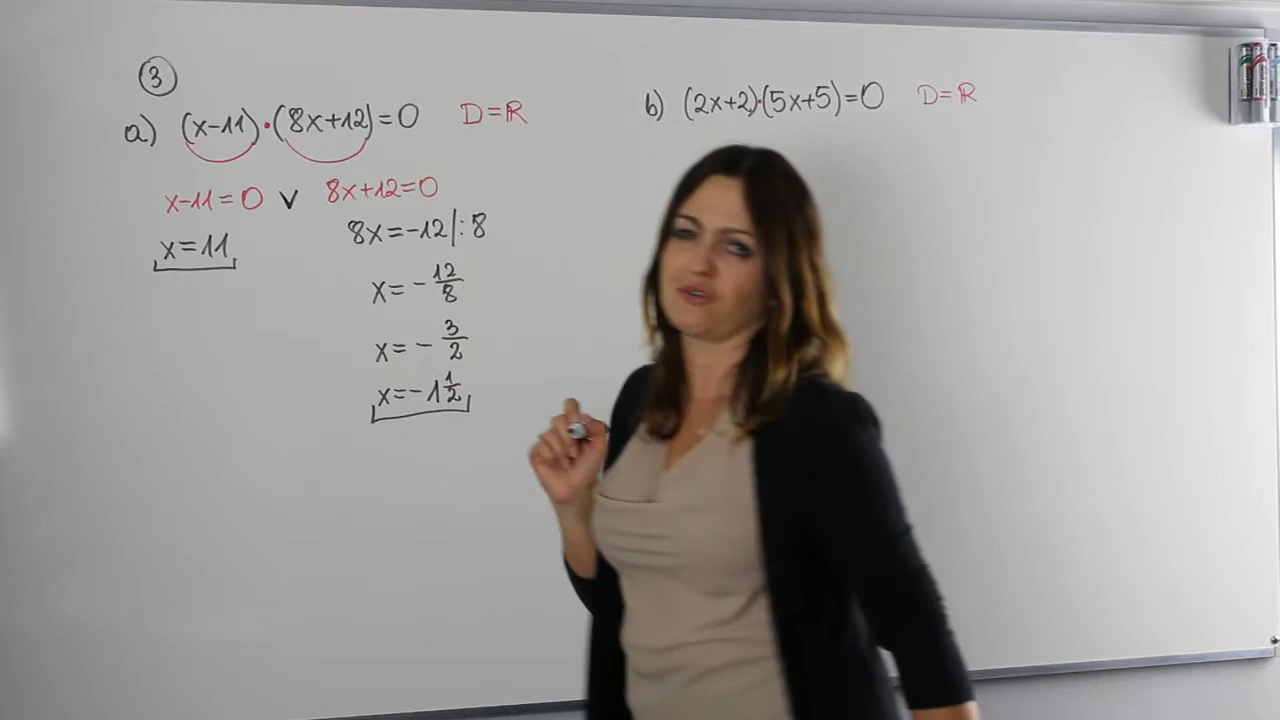 3
a) (x-11)·(8x+12)=0 D=ℝ
x-11=0 ∨ 8x+12=0
x=11
8x=-12 |:8
x=-12/8
x=-3/2
x=-1 1/2
b) (2x+2)·(5x+5)=0 D=ℝ